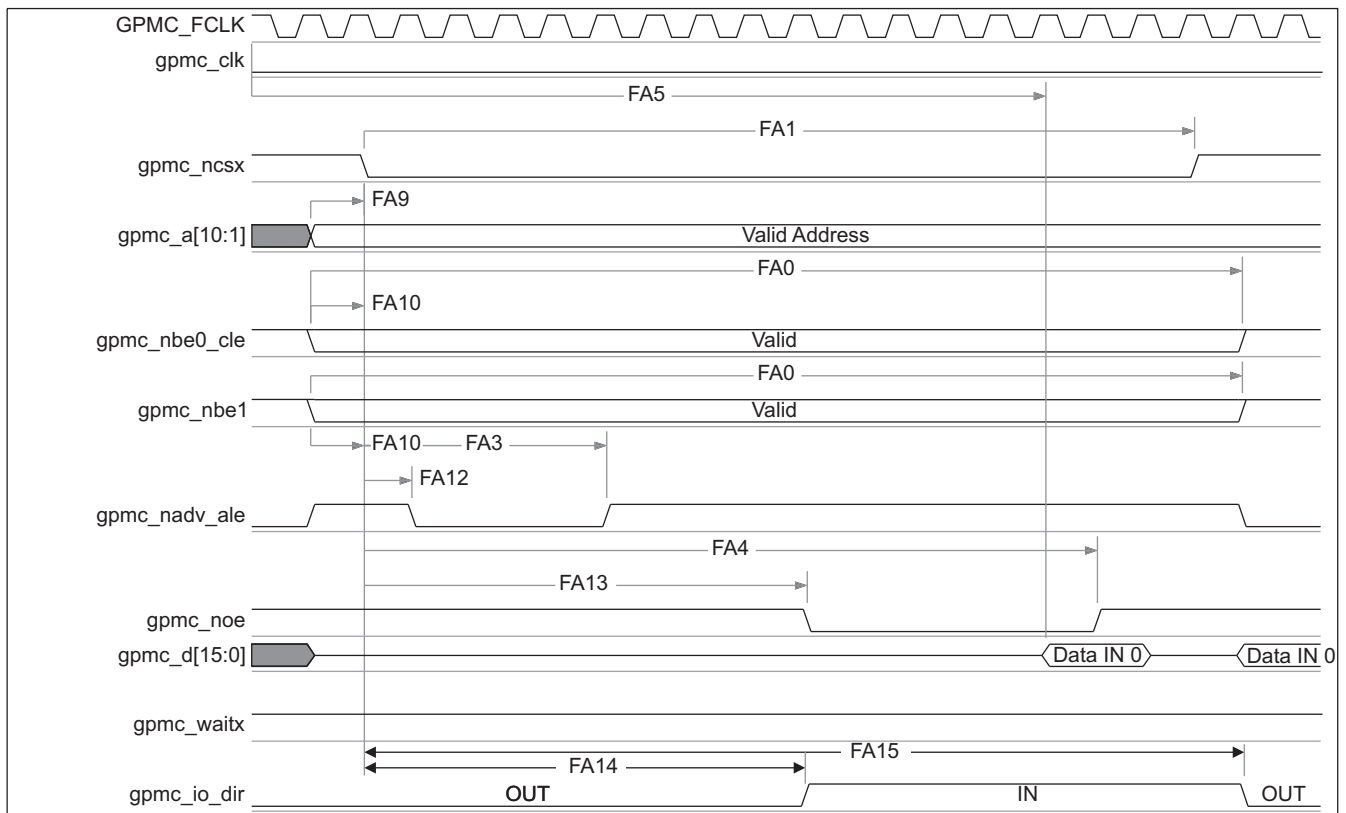 GPMC_FCLK
gpmc_clk
FA5
FA1
gpmc_ncsx
FA9
gpmc_a[10:1]
Valid Address
FA0
FA10
gpmc_nbe0_cle
Valid
FA0
gpmc_nbe1
Valid
FA10
FA3
FA12
gpmc_nadv_ale
FA4
FA13
gpmc_noe
gpmc_d[15:0]
Data IN 0
Data IN 0
gpmc_waitx
FA15
FA14
gpmc_io_dir
OUT
IN
OUT